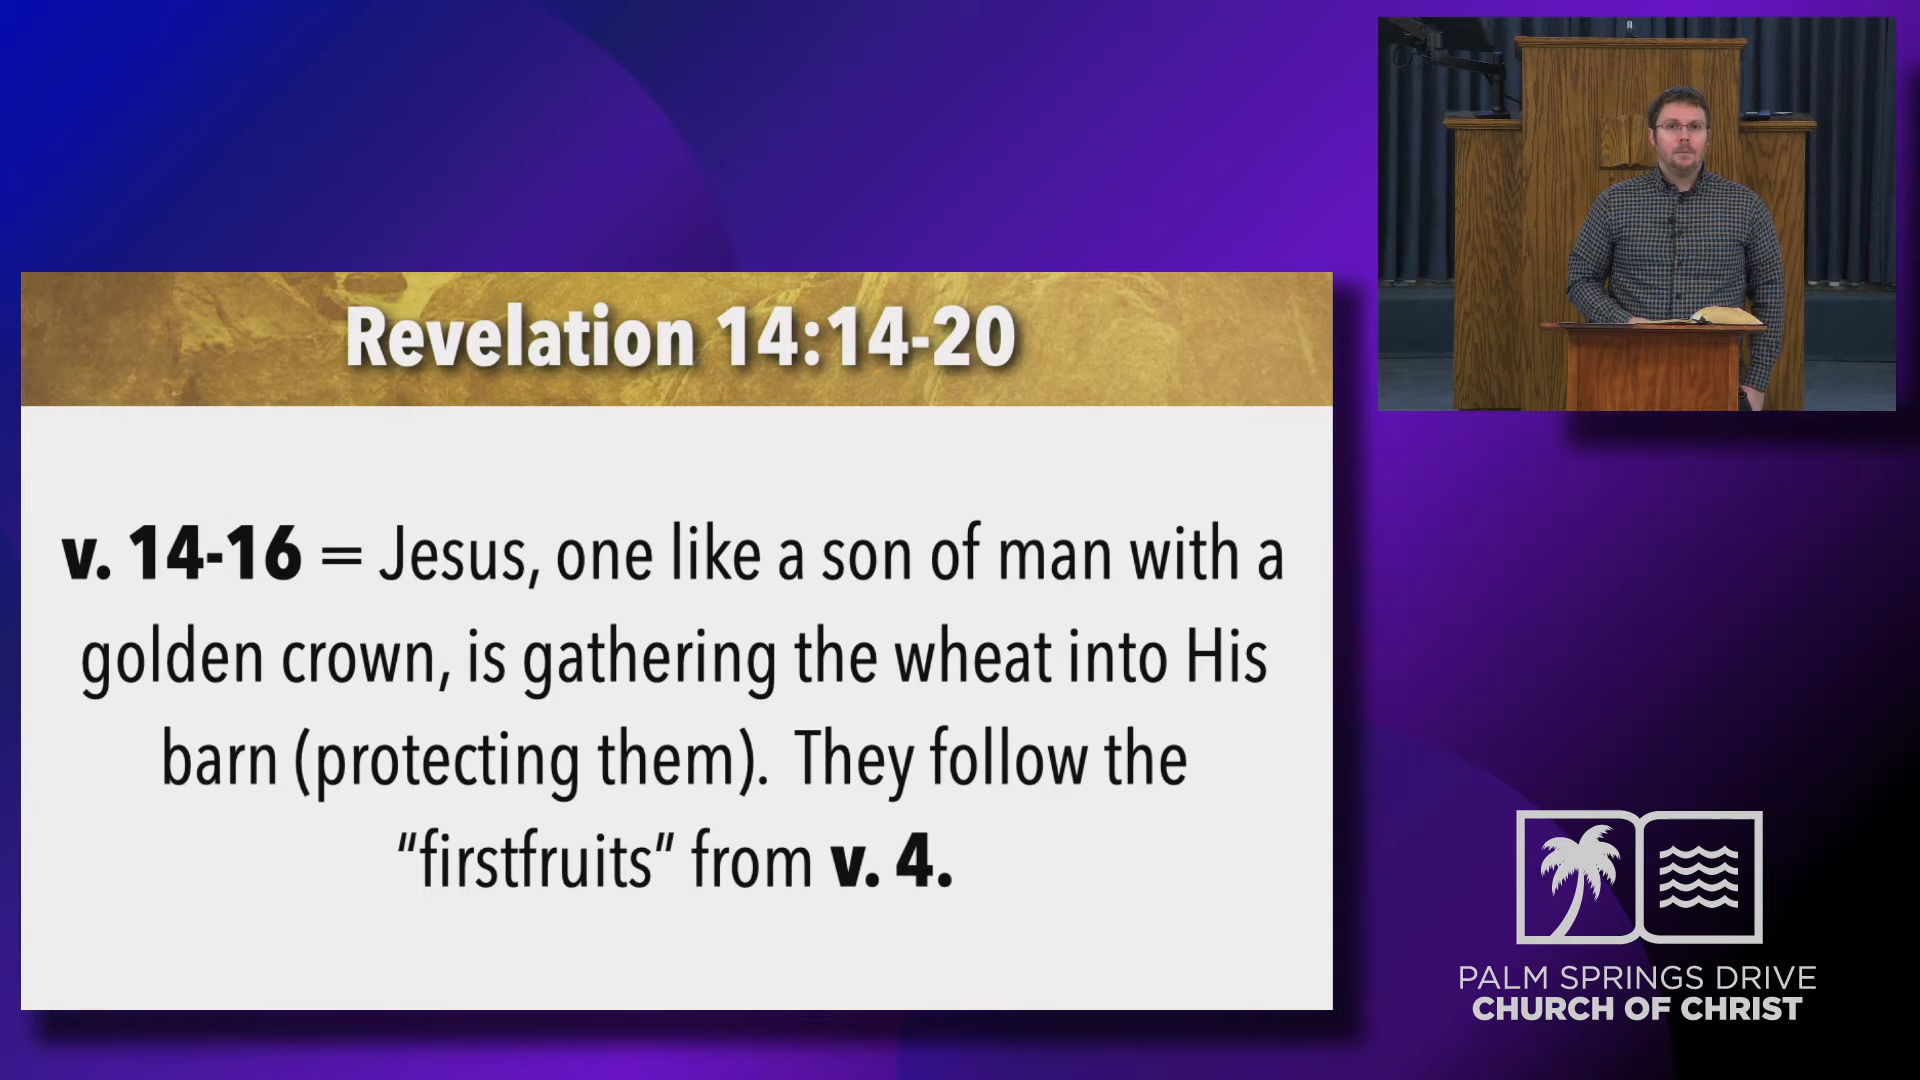 Revelation 14:14-20
v. 14-16 = Jesus, one like a son of man with a
golden crown, is gathering the wheat into His
barn (protecting them).  They follow the
“firstfruits” from v. 4.
PALM SPRINGS DRIVE
CHURCH OF CHRIST